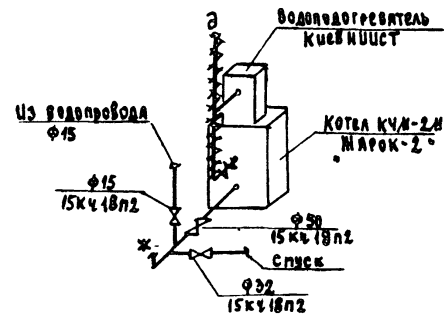 д
Водоподогреватель
КиевНИИСТ
Из водопровода
ф15
Котел КЧМ-2М
"Жарок-2"
ф15
15кч18п2
ф50
15кч18п2
ж
Спуск
ф32
15кч18п2